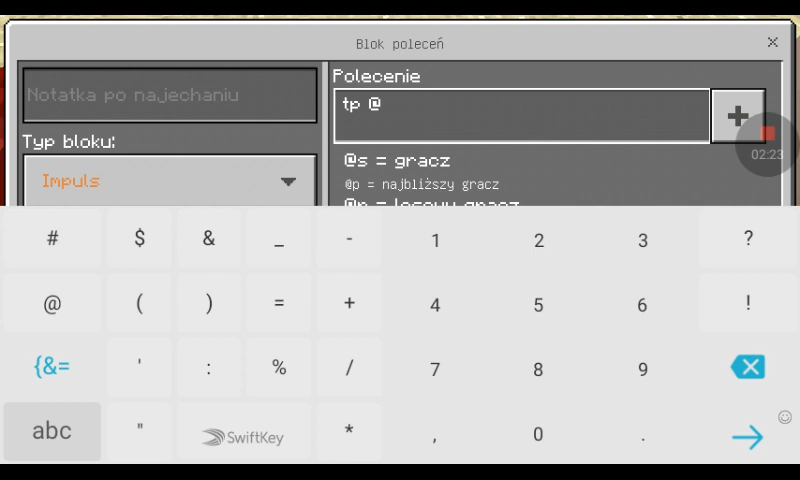 Blok poleceń
Notatka po najechaniu
Polecenie
tp @
Typ bloku:
@s = gracz
Impuls
@p = najbliższy gracz
02:23
# $ & _ - 1 2 3 ?
@ ( ) = + 4 5 6 !
{&= ' : % / 7 8 9
abc " SwiftKey * , 0 .